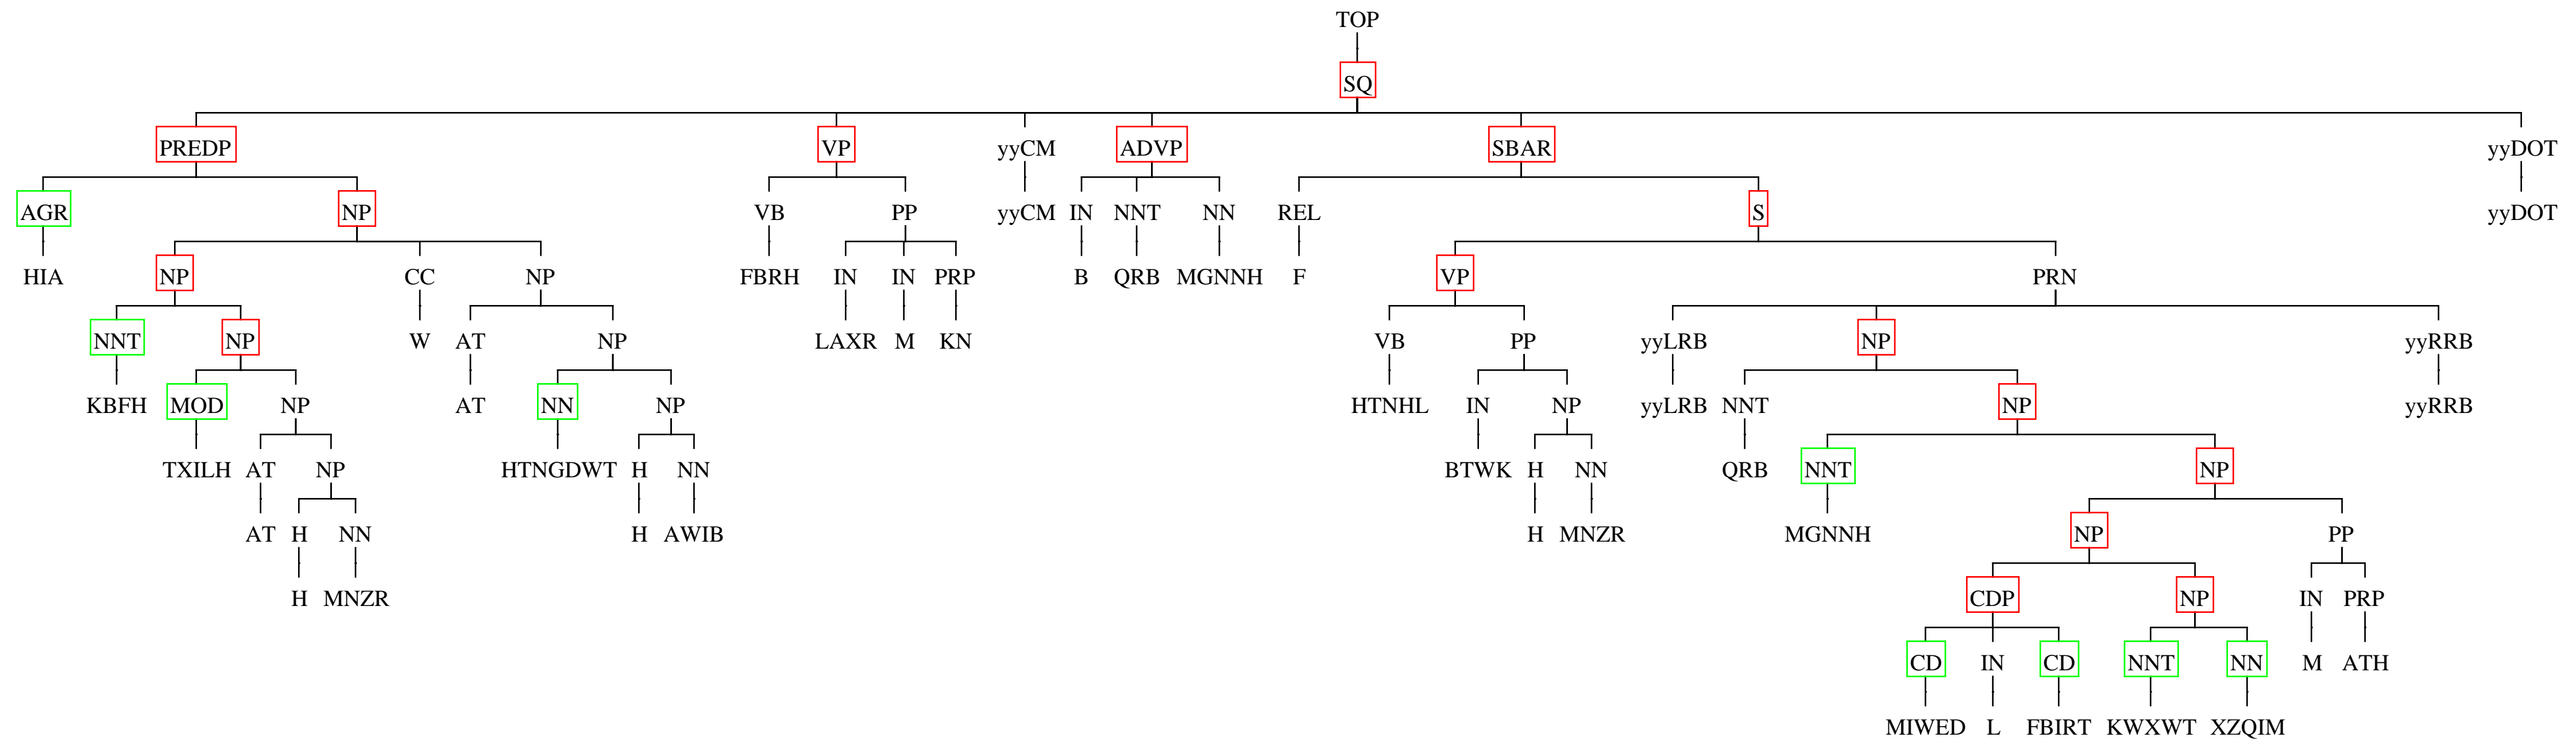 TOP
SQ
PREDP VP yyCM ADVP SBAR yyDOT
AGR NP VB PP yyCM IN NNT NN REL S yyDOT
HIA NP CC NP FBRH IN IN PRP B QRB MGNNH F VP PRN
NNT NP W AT NP LAXR M KN VB PP yyLRB NP yyRRB
KBFH MOD NP AT NN NP HTNHL IN NP yyLRB NNT NP yyRRB
TXILH AT NP HTNGDWT H NN BTWK H NN QRB NNT NP
AT H NN H AWIB H MNZR MGNNH NP PP
H MNZR CDP NP IN PRP
CD IN CD NNT NN M ATH
MIWED L FBIRT KWXWT XZQIM